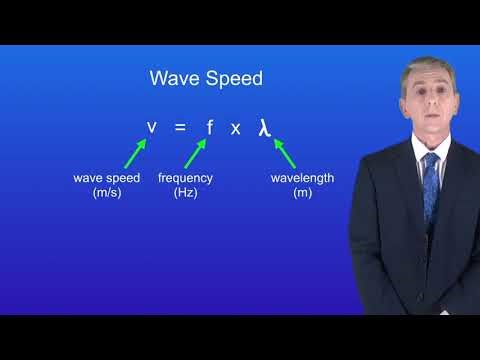 Wave Speed
v = f x λ
wave speed frequency wavelength
(m/s) (Hz) (m)